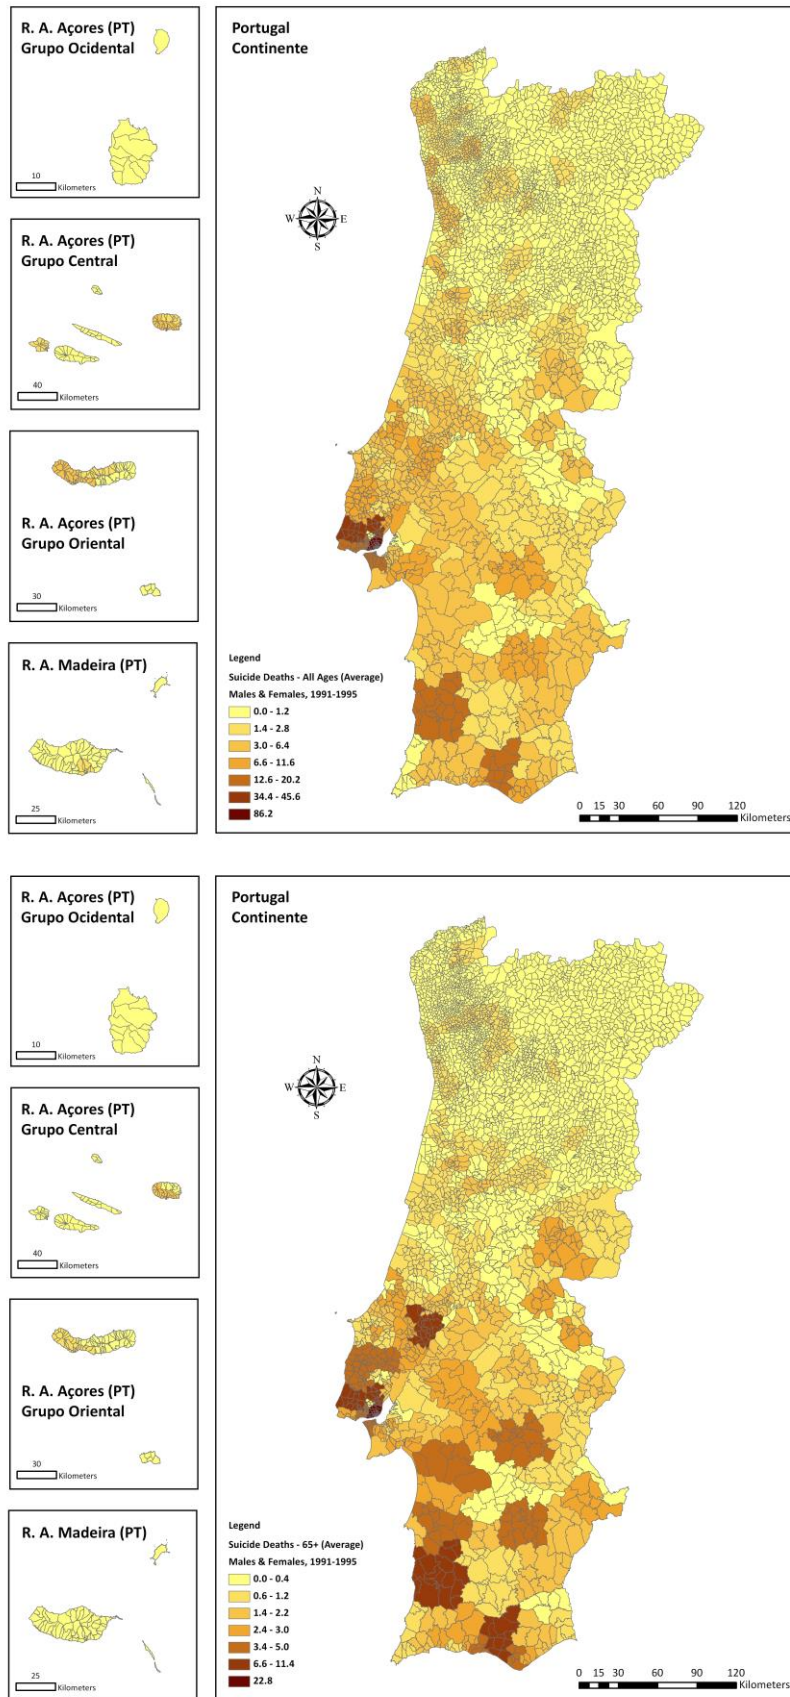 R. A. Açores (PT)
Grupo Ocidental
10
Kilometers
R. A. Açores (PT)
Grupo Central
40
Kilometers
R. A. Açores (PT)
Grupo Oriental
30
Kilometers
R. A. Madeira (PT)
25
Kilometers
Portugal
Continente
N
W E
S
Legend
Suicide Deaths - All Ages (Average)
Males & Females, 1991-1995
0.0 - 1.2
1.4 - 2.8
3.0 - 6.4
6.6 - 11.6
12.6 - 20.2
34.4 - 45.6
86.2
0 15 30 60 90 120
Kilometers
R. A. Açores (PT)
Grupo Ocidental
10
Kilometers
R. A. Açores (PT)
Grupo Central
40
Kilometers
R. A. Açores (PT)
Grupo Oriental
30
Kilometers
R. A. Madeira (PT)
25
Kilometers
Portugal
Continente
N
W E
S
Legend
Suicide Deaths - 65+ (Average)
Males & Females, 1991-1995
0.0 - 0.4
0.6 - 1.2
1.4 - 2.2
2.4 - 3.0
3.4 - 5.0
6.6 - 11.4
22.8
0 15 30 60 90 120
Kilometers